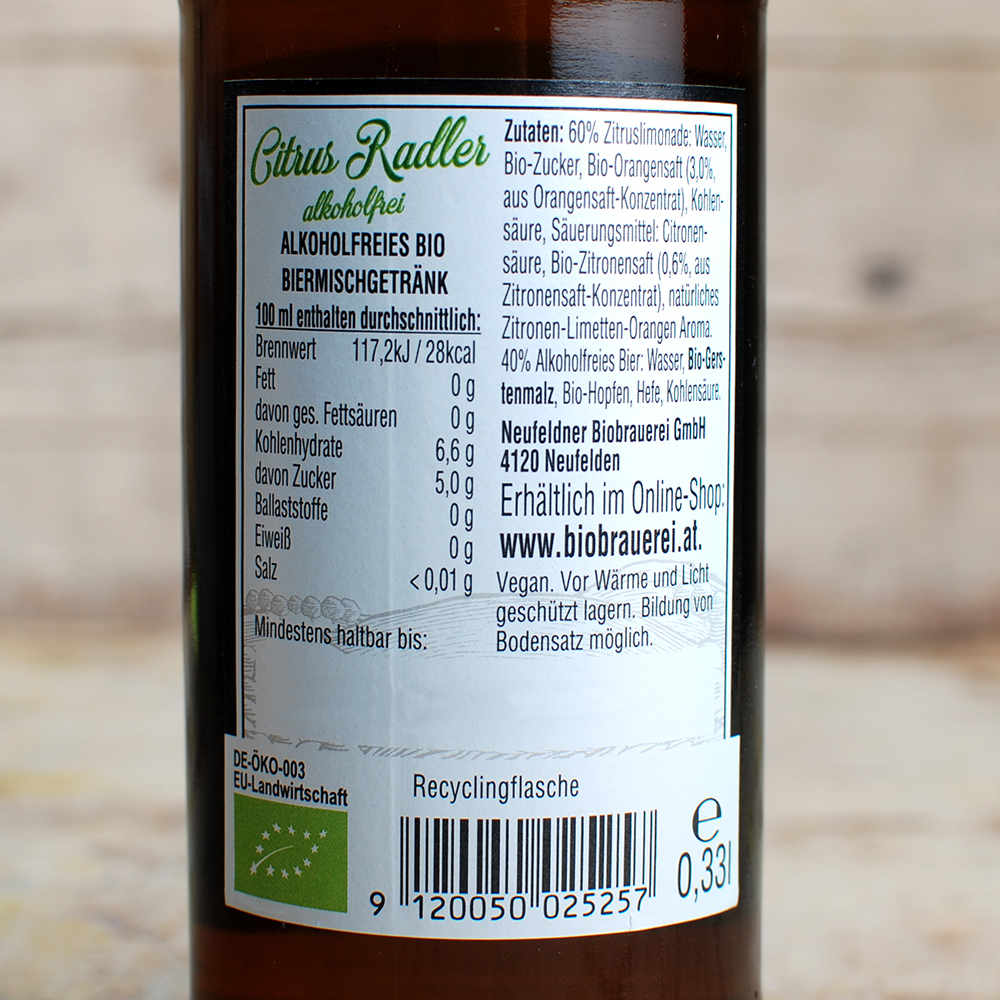 Citrus Radler
alkoholfrei
ALKOHOLFREIES BIO
BIERMISCHGETRÄNK
100 ml enthalten durchschnittlich:
Brennwert 117,2kJ / 28kcal
Fett 0 g
davon ges. Fettsäuren 0 g
Kohlenhydrate 6,6 g
davon Zucker 5,0 g
Ballaststoffe 0 g
Eiweiß 0 g
Salz < 0,01 g
Mindestens haltbar bis:
Zutaten: 60% Zitruslimonade: Wasser,
Bio-Zucker, Bio-Orangensaft (3,0%,
aus Orangensaft-Konzentrat), Kohlen-
säure, Säuerungsmittel: Citronen-
säure, Bio-Zitronensaft (0,6%, aus
Zitronensaft-Konzentrat), natürliches
Zitronen-Limetten-Orangen Aroma.
40% Alkoholfreies Bier: Wasser, Bio-Gers-
tenmalz, Bio-Hopfen, Hefe, Kohlensäure.
Neufeldner Biobrauerei GmbH
4120 Neufelden
Erhältlich im Online-Shop:
www.biobrauerei.at.
Vegan. Vor Wärme und Licht
geschützt lagern. Bildung von
Bodensatz möglich.
DE-ÖKO-003
EU-Landwirtschaft
Recyclingflasche
9 120050 025257
e
0,33l